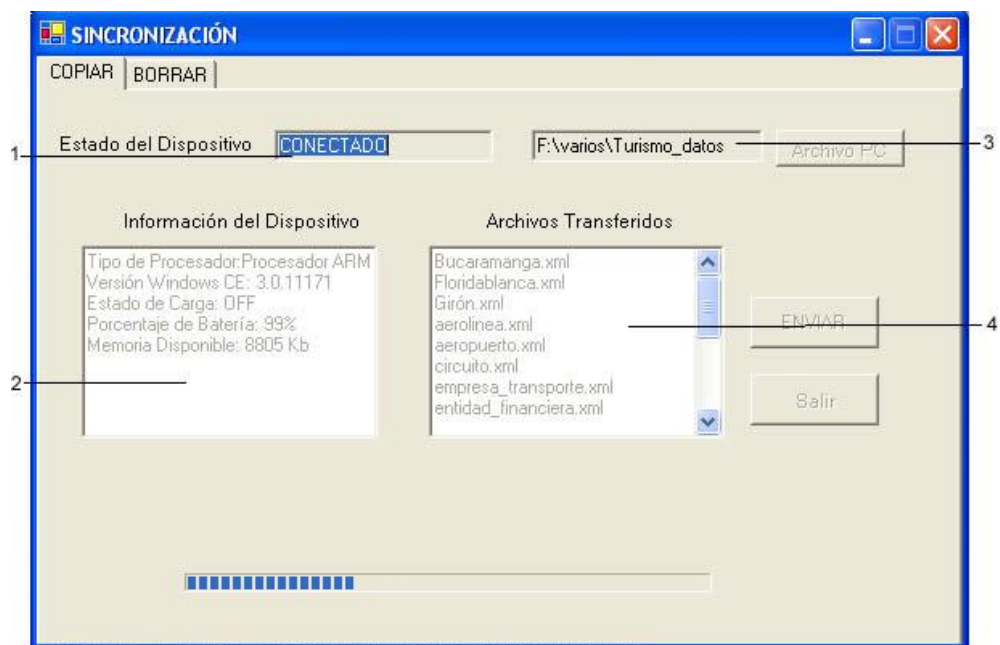 SINCRONIZACIÓN
COPIAR BORRAR
Estado del Dispositivo CONECTADO F:\varios\Turismo_datos Archivo PC
1
3
Información del Dispositivo Archivos Transferidos
Tipo de Procesador:Procesador ARM
Versión Windows CE: 3.0.11171
Estado de Carga: OFF
Porcentaje de Batería: 99%
Memoria Disponible: 8805 Kb
2
Bucaramanga.xml
Floridablanca.xml
Girón.xml
aerolinea.xml
aeropuerto.xml
circuito.xml
empresa_transporte.xml
entidad_financiera.xml
ENVIAR
4
Salir